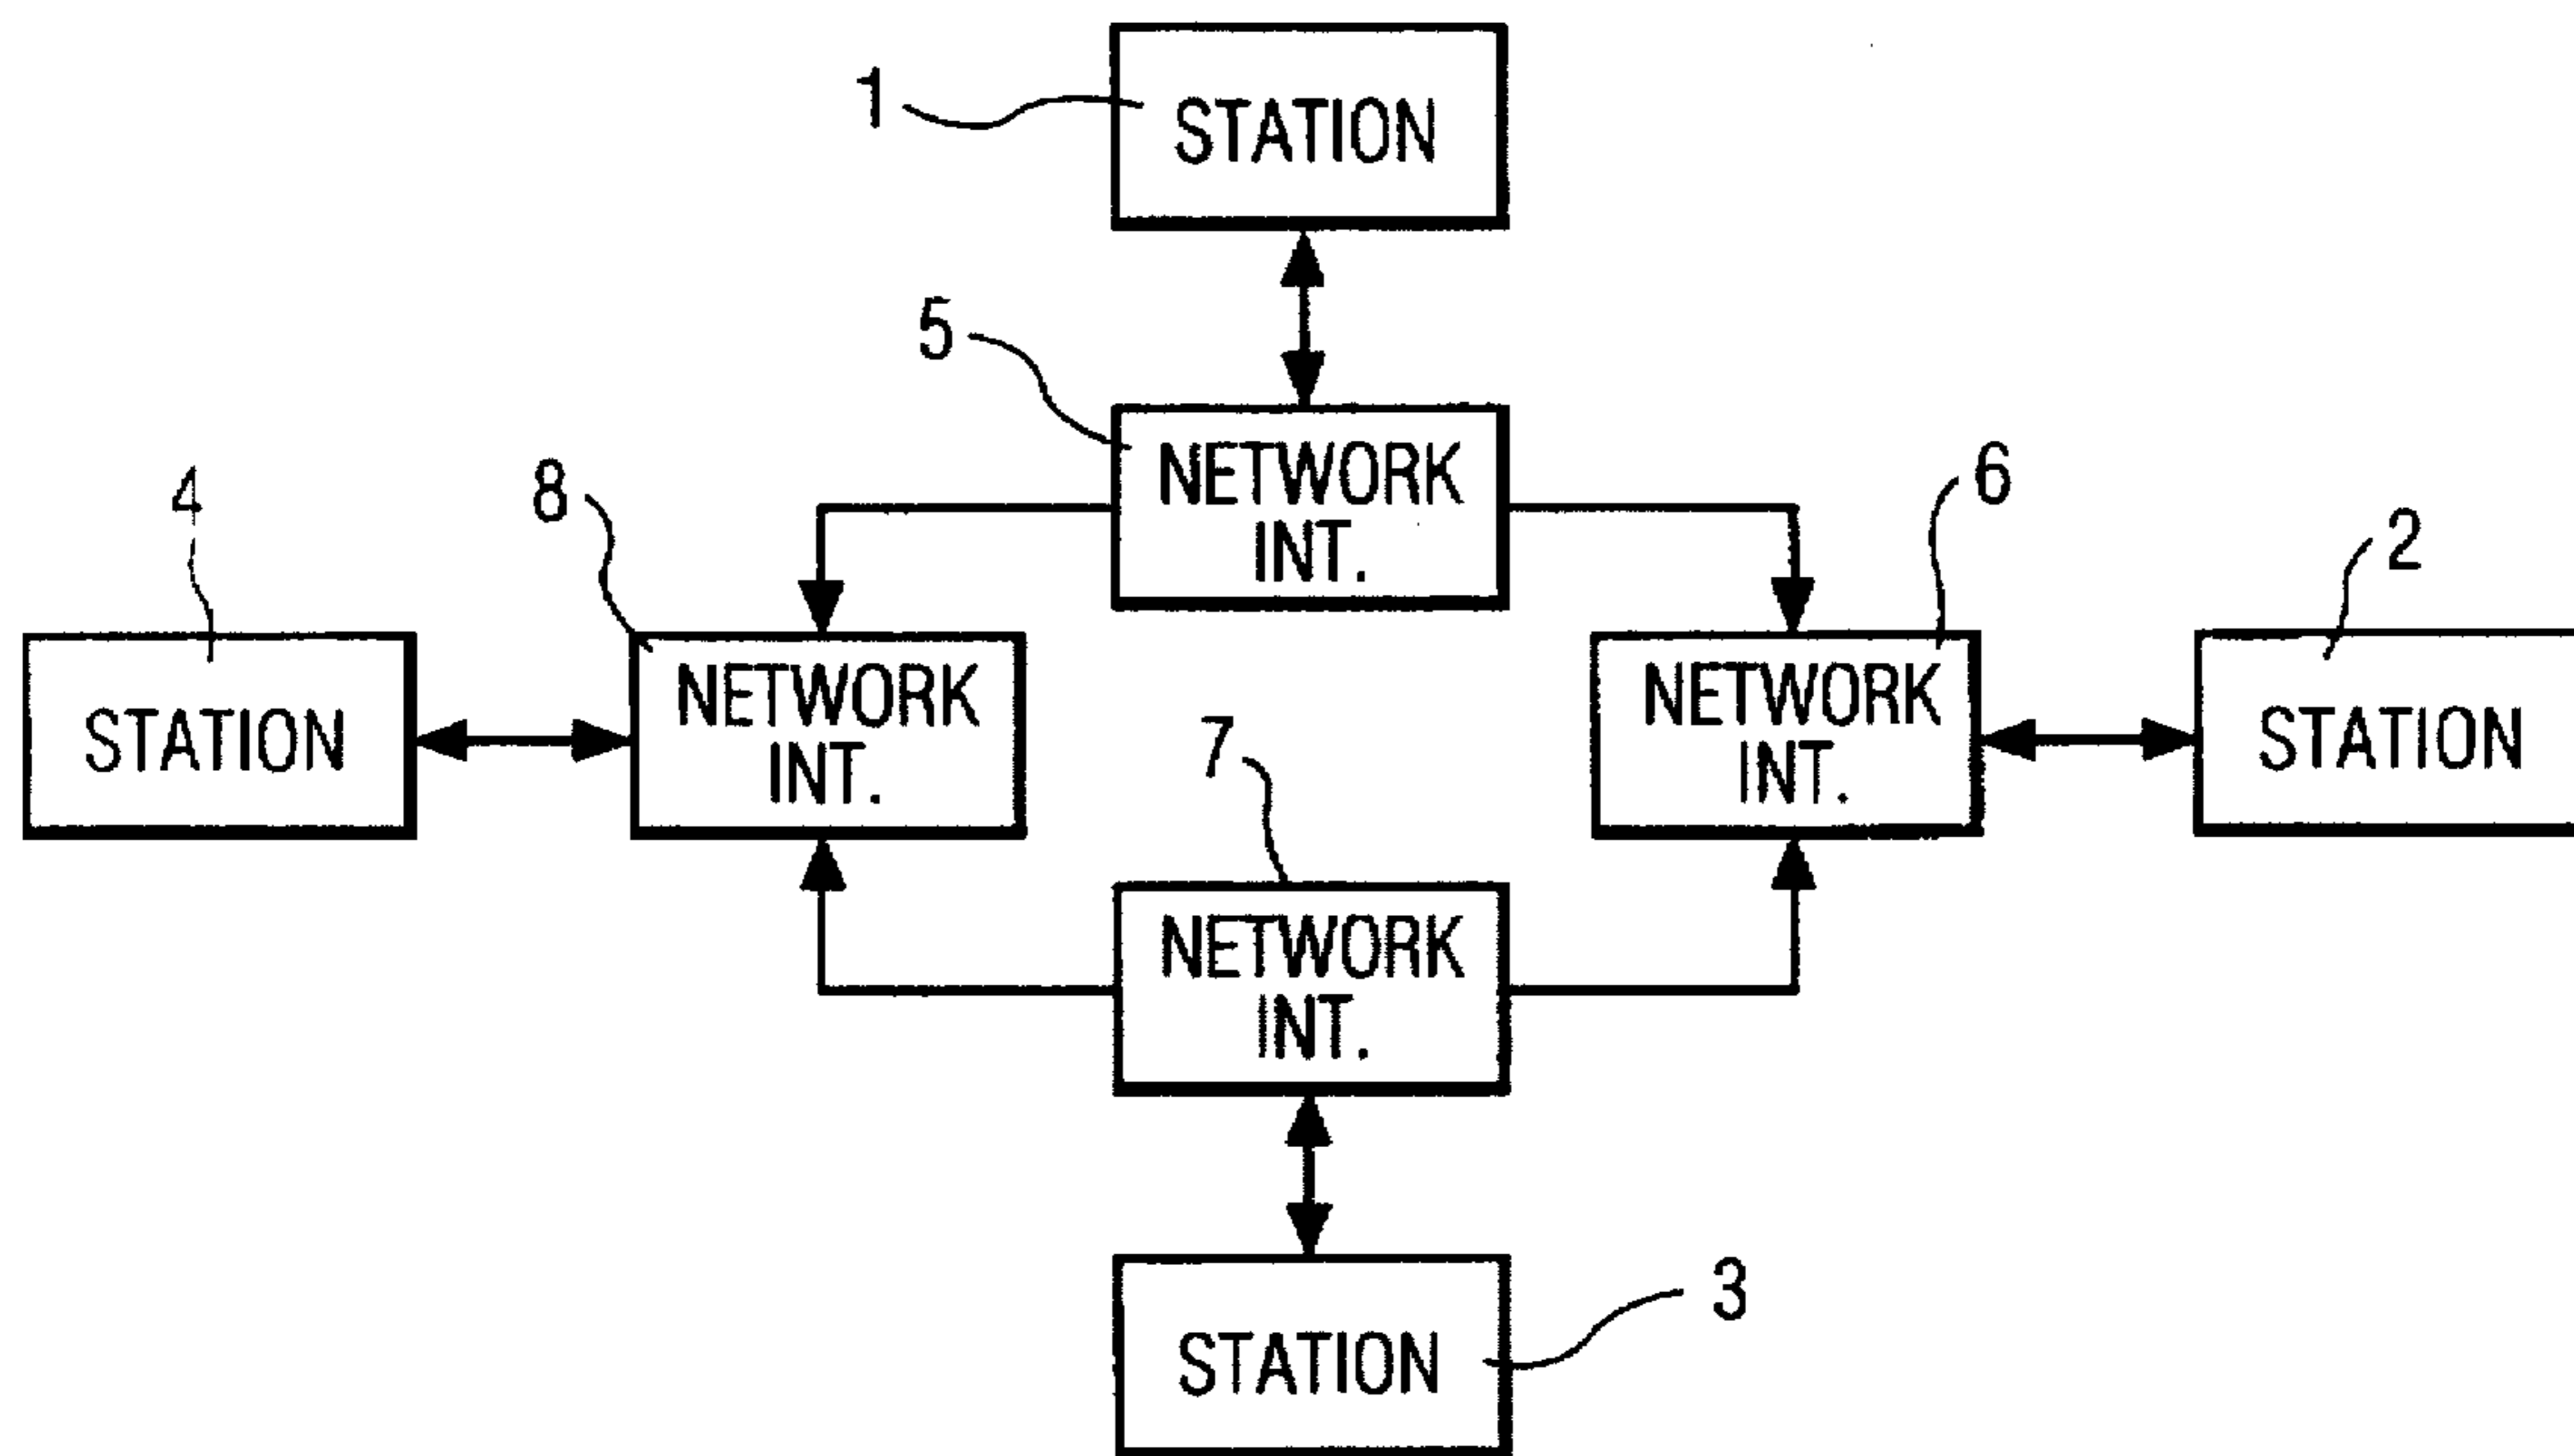 1
STATION
5
NETWORK
INT.
4
8
6
2
STATION
NETWORK
INT.
NETWORK
INT.
STATION
7
NETWORK
INT.
3
STATION